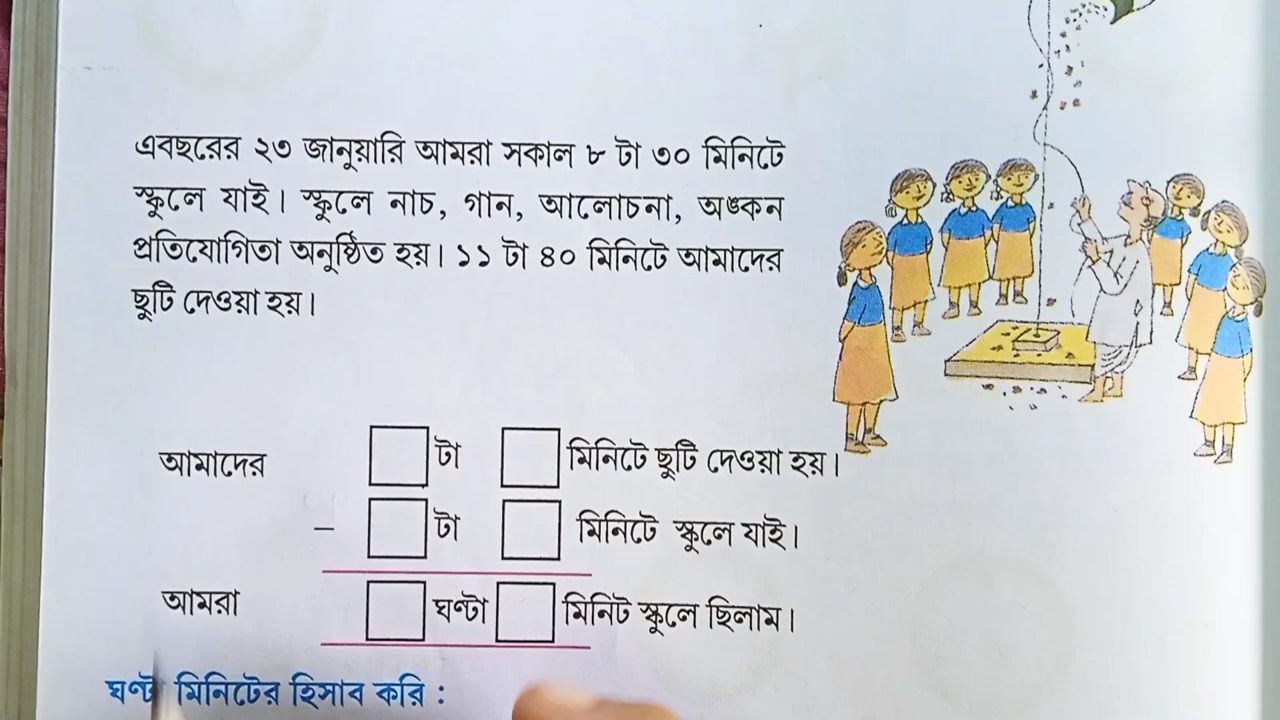 এবছরের ২৩ জানুয়ারি আমরা সকাল ৮ টা ৩০ মিনিটে
স্কুলে যাই। স্কুলে নাচ, গান, আলোচনা, অঙ্কন
প্রতিযোগিতা অনুষ্ঠিত হয়। ১১ টা ৪০ মিনিটে আমাদের
ছুটি দেওয়া হয়।
আমাদের টা মিনিটে ছুটি দেওয়া হয়।
– টা মিনিটে স্কুলে যাই।
আমরা ঘণ্টা মিনিট স্কুলে ছিলাম।
ঘণ্টা মিনিটের হিসাব করি :